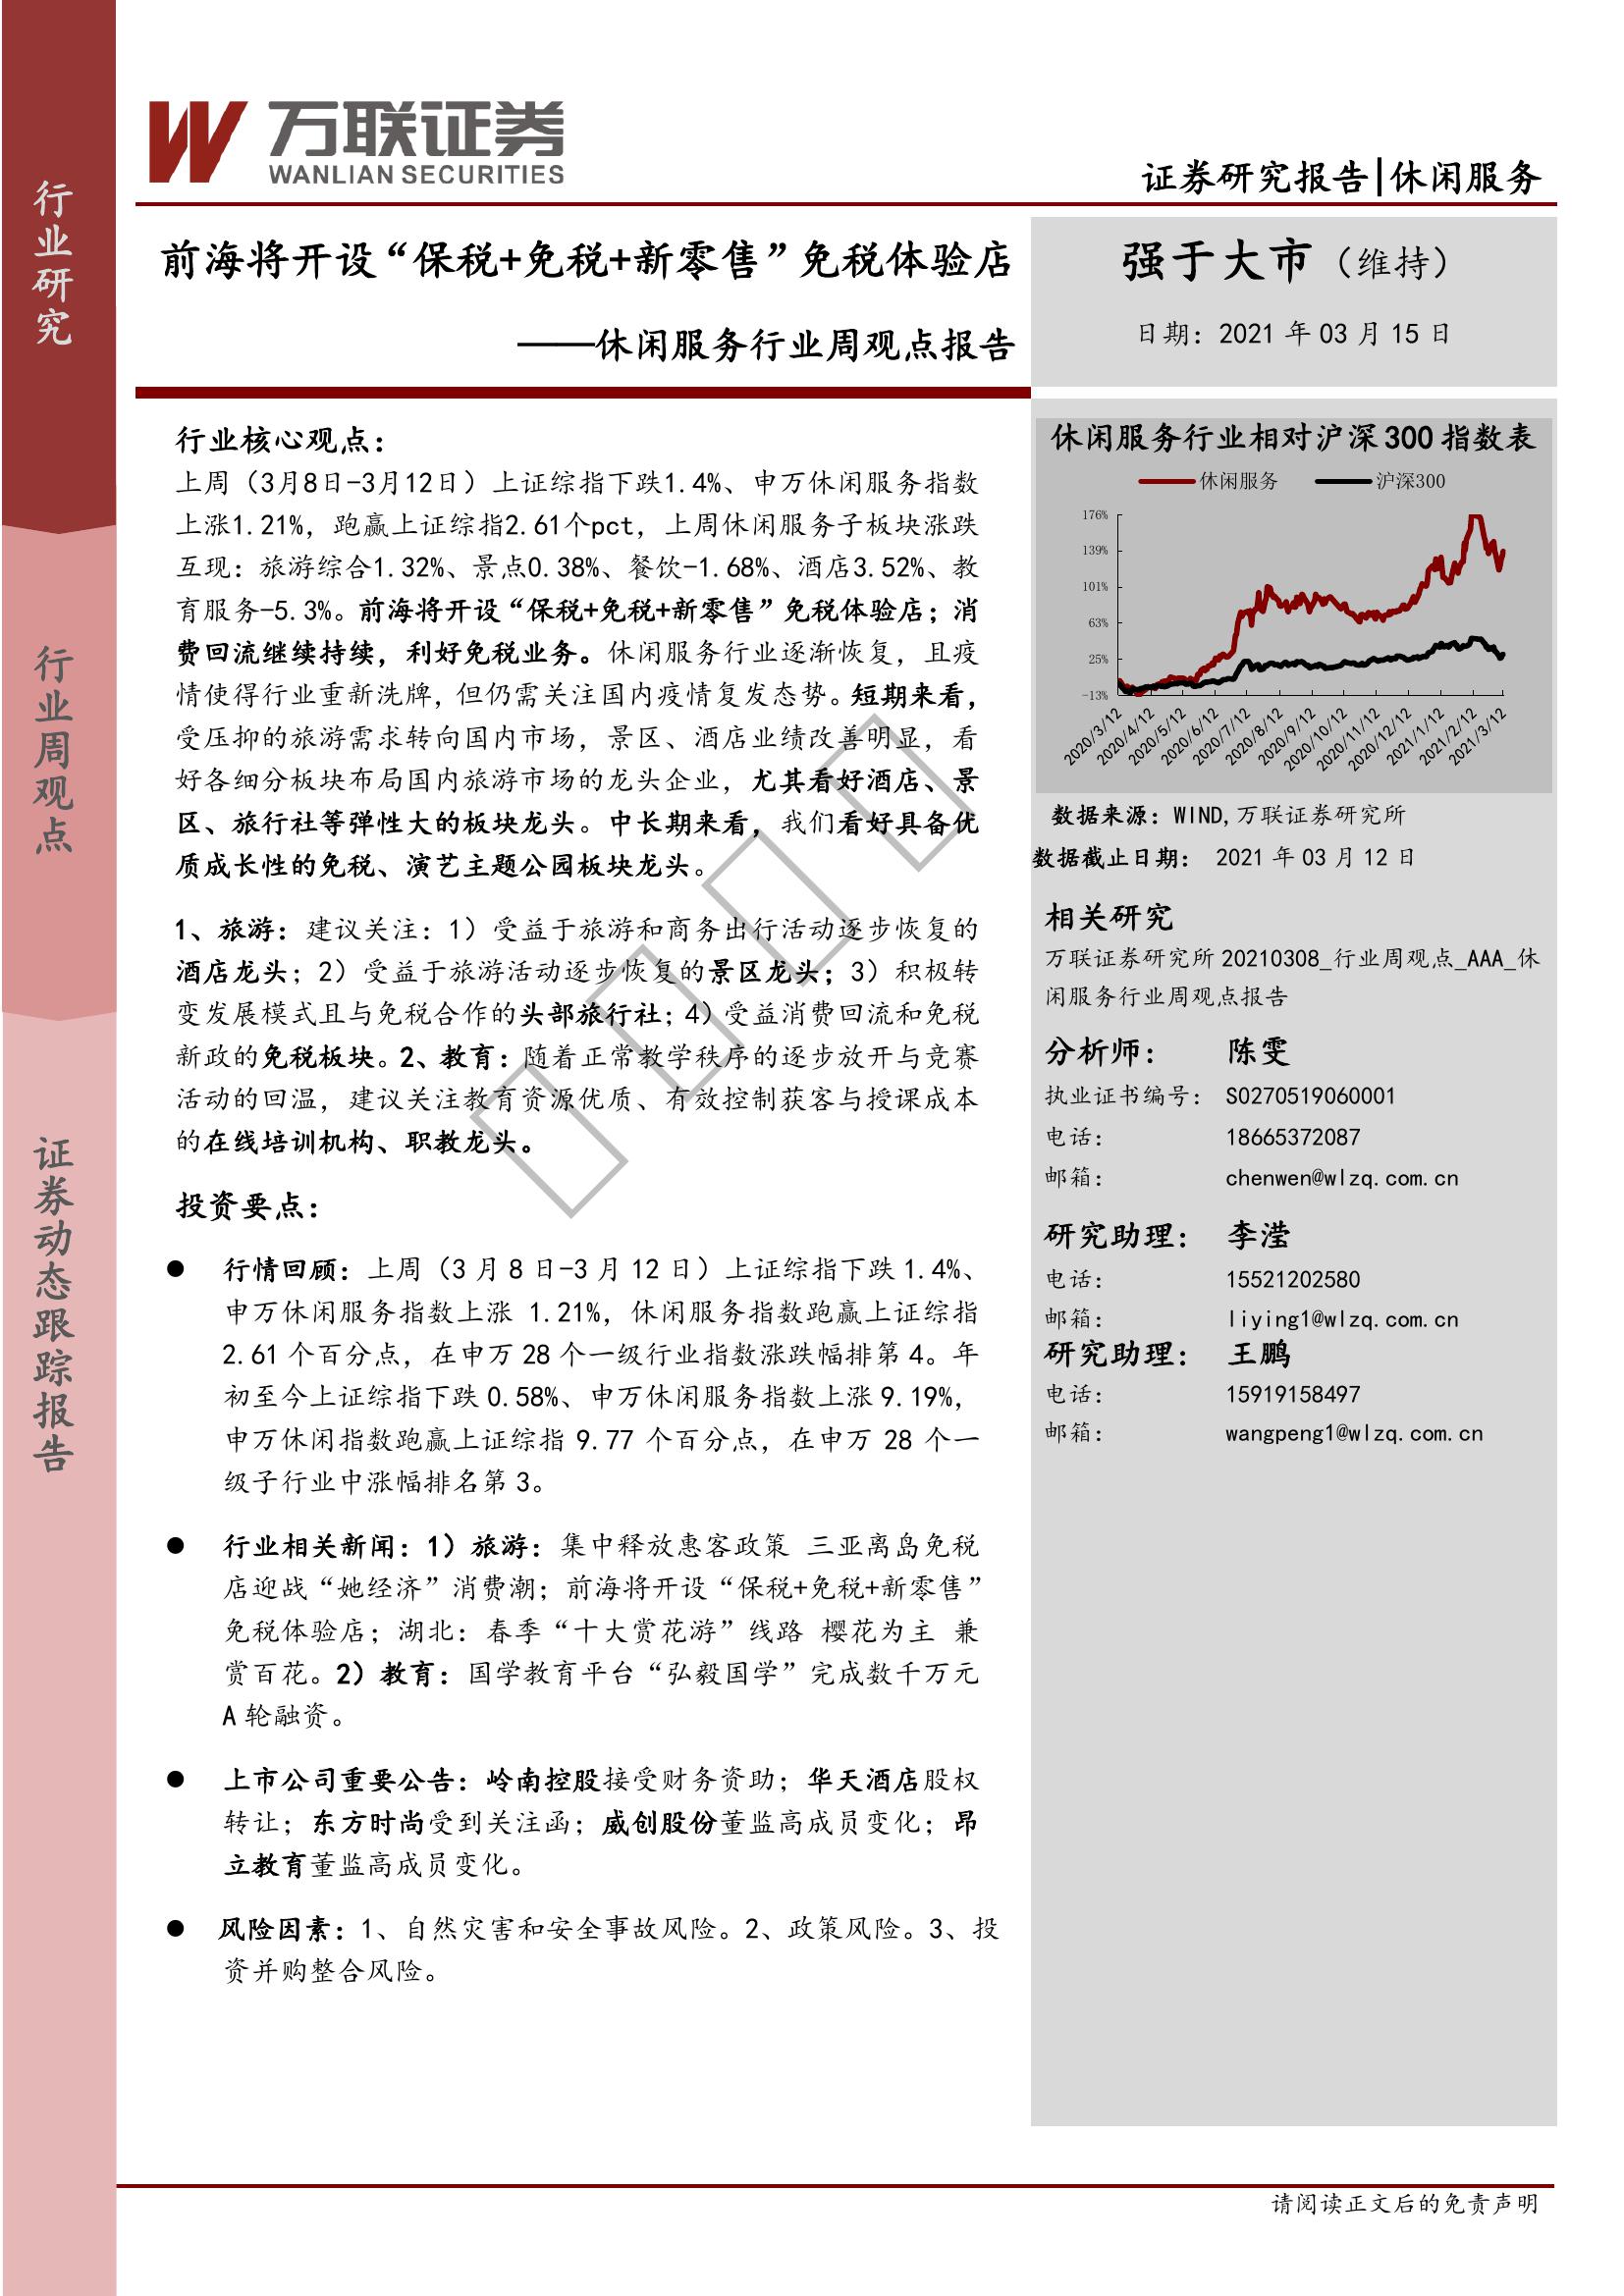 行业研究
行业周观点
证券动态跟踪报告
万联证券
WANLIAN SECURITIES
证券研究报告|休闲服务
前海将开设“保税+免税+新零售”免税体验店
——休闲服务行业周观点报告
强于大市（维持）
日期：2021 年 03 月 15 日
行业核心观点：
上周（3月8日-3月12日）上证综指下跌1.4%、申万休闲服务指数
上涨1.21%，跑赢上证综指2.61个pct，上周休闲服务子板块涨跌
互现：旅游综合1.32%、景点0.38%、餐饮-1.68%、酒店3.52%、教
育服务-5.3%。前海将开设“保税+免税+新零售”免税体验店；消
费回流继续持续，利好免税业务。休闲服务行业逐渐恢复，且疫
情使得行业重新洗牌，但仍需关注国内疫情复发态势。短期来看，
受压抑的旅游需求转向国内市场，景区、酒店业绩改善明显，看
好各细分板块布局国内旅游市场的龙头企业，尤其看好酒店、景
区、旅行社等弹性大的板块龙头。中长期来看，我们看好具备优
质成长性的免税、演艺主题公园板块龙头。
1、旅游：建议关注：1）受益于旅游和商务出行活动逐步恢复的
酒店龙头；2）受益于旅游活动逐步恢复的景区龙头；3）积极转
变发展模式且与免税合作的头部旅行社；4）受益消费回流和免税
新政的免税板块。2、教育：随着正常教学秩序的逐步放开与竞赛
活动的回温，建议关注教育资源优质、有效控制获客与授课成本
的在线培训机构、职教龙头。
投资要点：
● 行情回顾：上周（3 月 8 日-3 月 12 日）上证综指下跌 1.4%、
申万休闲服务指数上涨 1.21%，休闲服务指数跑赢上证综指
2.61 个百分点，在申万 28 个一级行业指数涨跌幅排第 4。年
初至今上证综指下跌 0.58%、申万休闲服务指数上涨 9.19%，
申万休闲指数跑赢上证综指 9.77 个百分点，在申万 28 个一
级子行业中涨幅排名第 3。
● 行业相关新闻：1）旅游：集中释放惠客政策 三亚离岛免税
店迎战“她经济”消费潮；前海将开设“保税+免税+新零售”
免税体验店；湖北：春季“十大赏花游”线路 樱花为主 兼
赏百花。2）教育：国学教育平台“弘毅国学”完成数千万元
A 轮融资。
● 上市公司重要公告：岭南控股接受财务资助；华天酒店股权
转让；东方时尚受到关注函；威创股份董监高成员变化；昂
立教育董监高成员变化。
● 风险因素：1、自然灾害和安全事故风险。2、政策风险。3、投
资并购整合风险。
休闲服务行业相对沪深300指数表
休闲服务 沪深300
176%
139%
101%
63%
25%
-13%
2020/3/12
2020/4/12
2020/5/12
2020/6/12
2020/7/12
2020/8/12
2020/9/12
2020/10/12
2020/11/12
2020/12/12
2021/1/12
2021/2/12
2021/3/12
数据来源：WIND,万联证券研究所
数据截止日期： 2021 年 03 月 12 日
相关研究
万联证券研究所 20210308_行业周观点_AAA_休
闲服务行业周观点报告
分析师： 陈雯
执业证书编号： S0270519060001
电话： 18665372087
邮箱： chenwen@wlzq.com.cn
研究助理： 李滢
电话： 15521202580
邮箱： liying1@wlzq.com.cn
研究助理： 王鹏
电话： 15919158497
邮箱： wangpeng1@wlzq.com.cn
请阅读正文后的免责声明